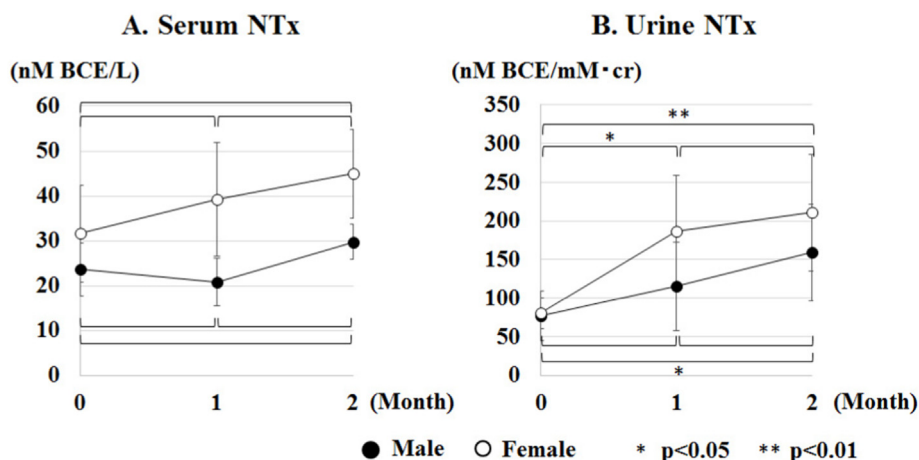 A. Serum NTx
(nM BCE/L)
60
50
40
30
20
10
0
0 1 2 (Month)
B. Urine NTx
(nM BCE/mM・cr)
350
300
250
200
150
100
50
0
**
*
*
0 1 2 (Month)
● Male ○ Female * p<0.05 ** p<0.01